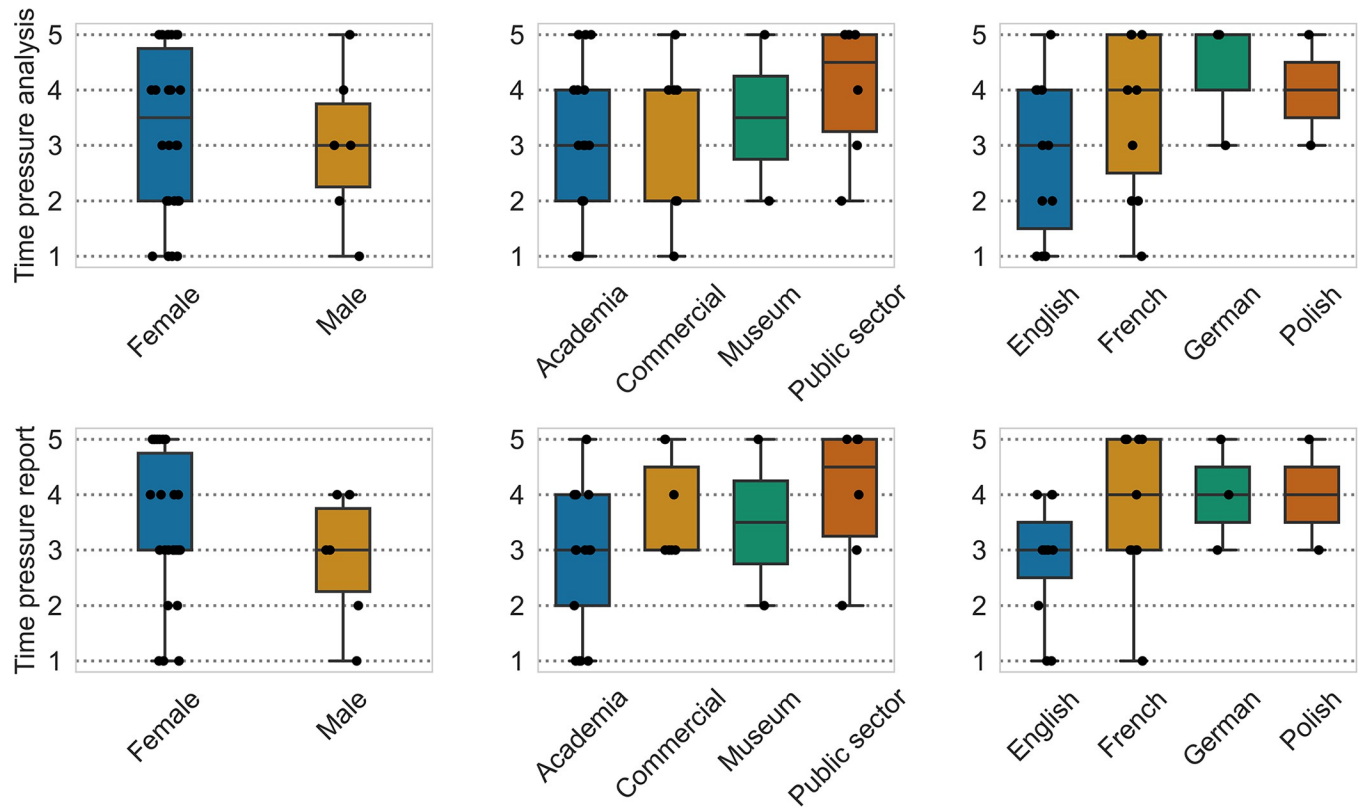 Time pressure analysis
5
4
3
2
1
Female
Male
5
4
3
2
1
Academia
Commercial
Museum
Public sector
5
4
3
2
1
English
French
German
Polish
Time pressure report
5
4
3
2
1
Female
Male
5
4
3
2
1
Academia
Commercial
Museum
Public sector
5
4
3
2
1
English
French
German
Polish